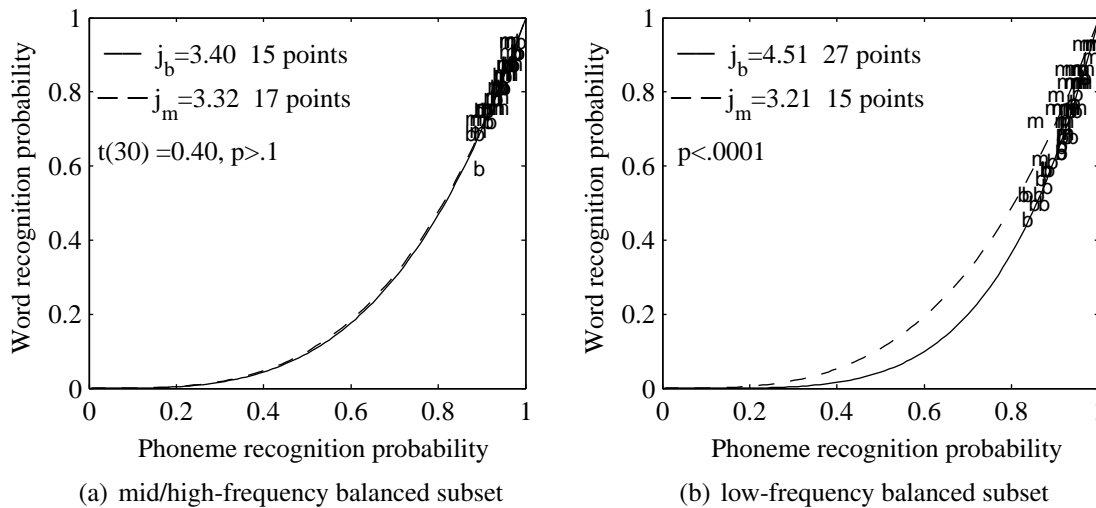 1
0.8
0.6
0.4
0.2
0
Word recognition probability
j_b=3.40 15 points
j_m=3.32 17 points
t(30) =0.40, p>.1
0 0.2 0.4 0.6 0.8 1
Phoneme recognition probability
(a) mid/high-frequency balanced subset
1
0.8
0.6
0.4
0.2
0
Word recognition probability
j_b=4.51 27 points
j_m=3.21 15 points
p<.0001
0 0.2 0.4 0.6 0.8 1
Phoneme recognition probability
(b) low-frequency balanced subset